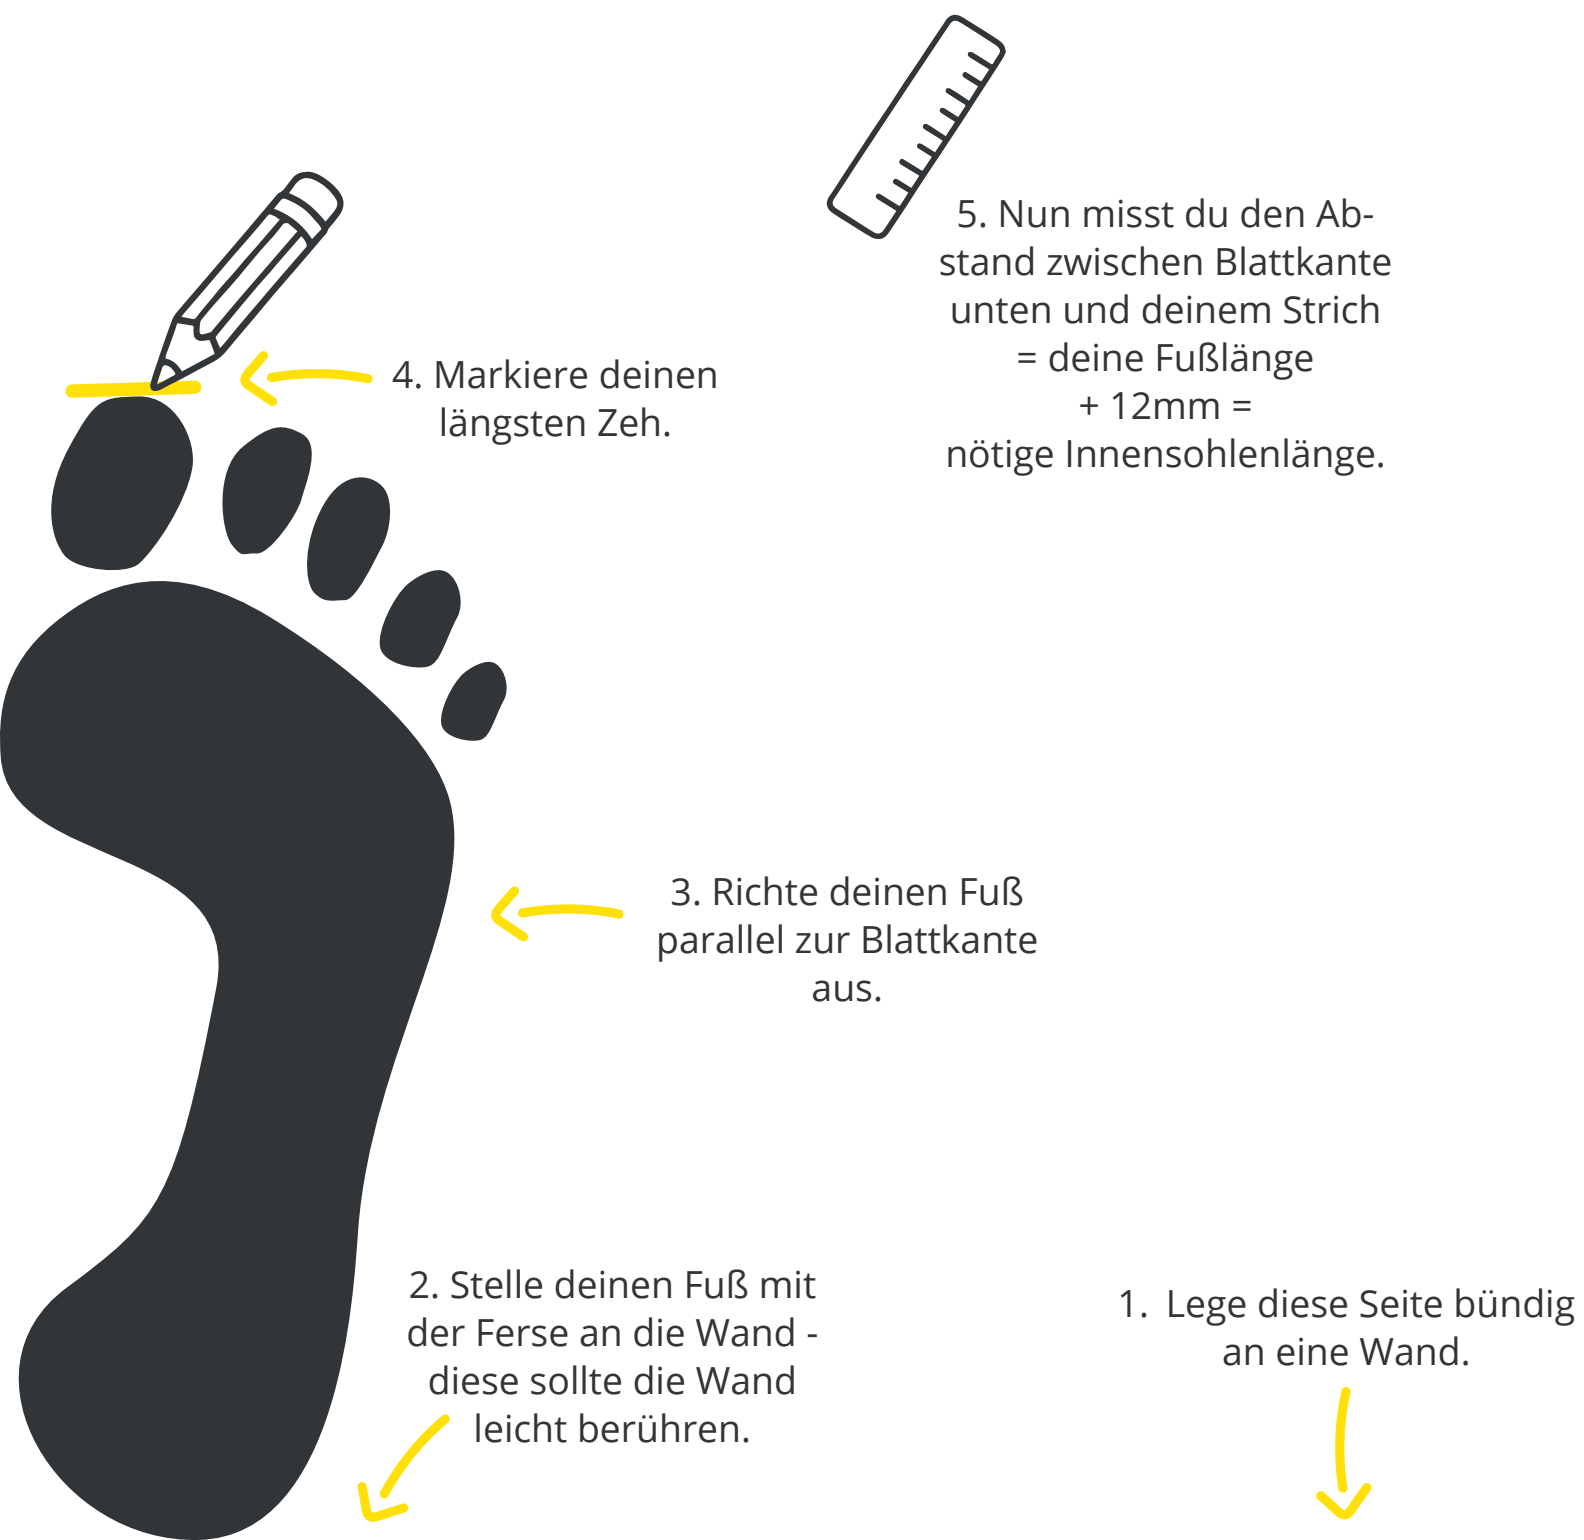 5. Nun misst du den Ab-
stand zwischen Blattkante
unten und deinem Strich
= deine Fußlänge
+ 12mm =
nötige Innensohlenlänge.
4. Markiere deinen
längsten Zeh.
3. Richte deinen Fuß
parallel zur Blattkante
aus.
2. Stelle deinen Fuß mit
der Ferse an die Wand -
diese sollte die Wand
leicht berühren.
1. Lege diese Seite bündig
an eine Wand.